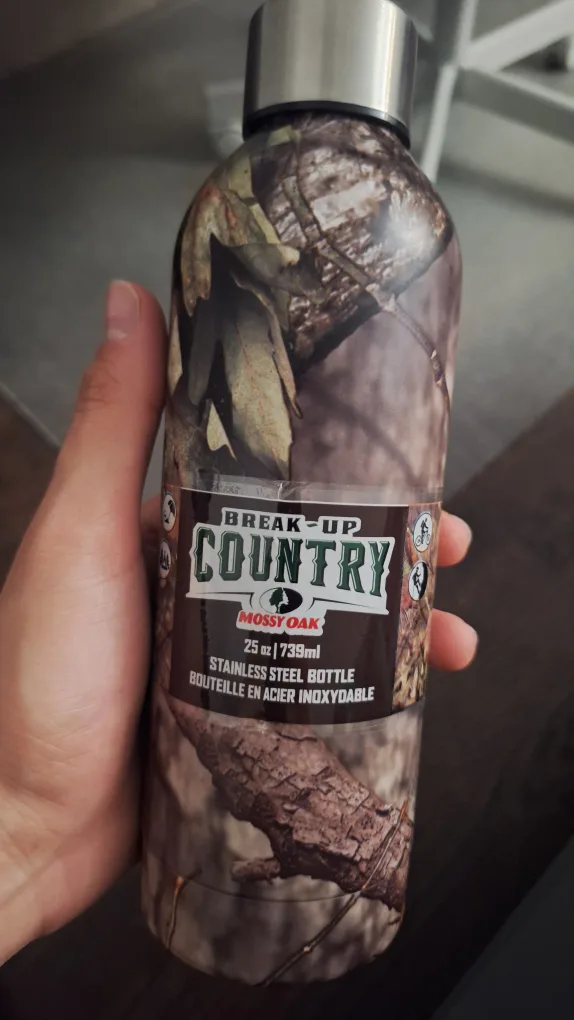 BREAK-UP
COUNTRY
MOSSY OAK
25 oz | 739ml
STAINLESS STEEL BOTTLE
BOUTEILLE EN ACIER INOXYDABLE